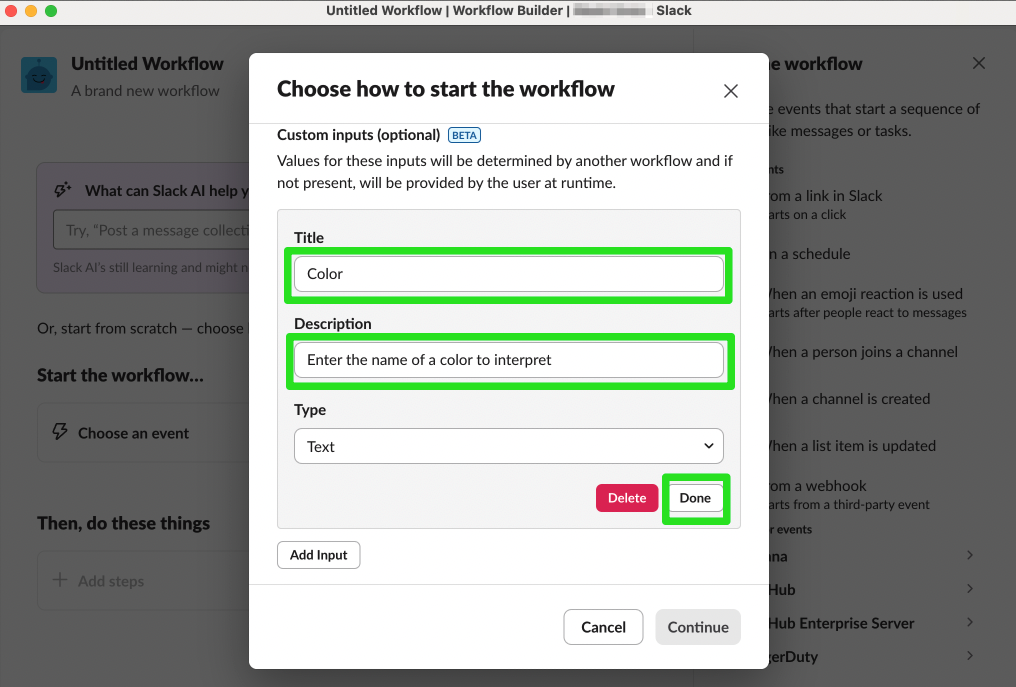 Untitled Workflow | Workflow Builder | Slack
Untitled Workflow
A brand new workflow
What can Slack AI help y
Try, “Post a message collecti
Slack AI’s still learning and might n
Or, start from scratch — choose
Start the workflow...
Choose an event
Then, do these things
Add steps
Choose how to start the workflow
Custom inputs (optional) BETA
Values for these inputs will be determined by another workflow and if
not present, will be provided by the user at runtime.
Title
Color
Description
Enter the name of a color to interpret
Type
Text
Delete Done
Add Input
Cancel Continue
e workflow
e events that start a sequence of
ike messages or tasks.
nts
om a link in Slack
arts on a click
n a schedule
hen an emoji reaction is used
arts after people react to messages
hen a person joins a channel
hen a channel is created
hen a list item is updated
om a webhook
arts from a third-party event
r events
na
Hub
Hub Enterprise Server
gerDuty